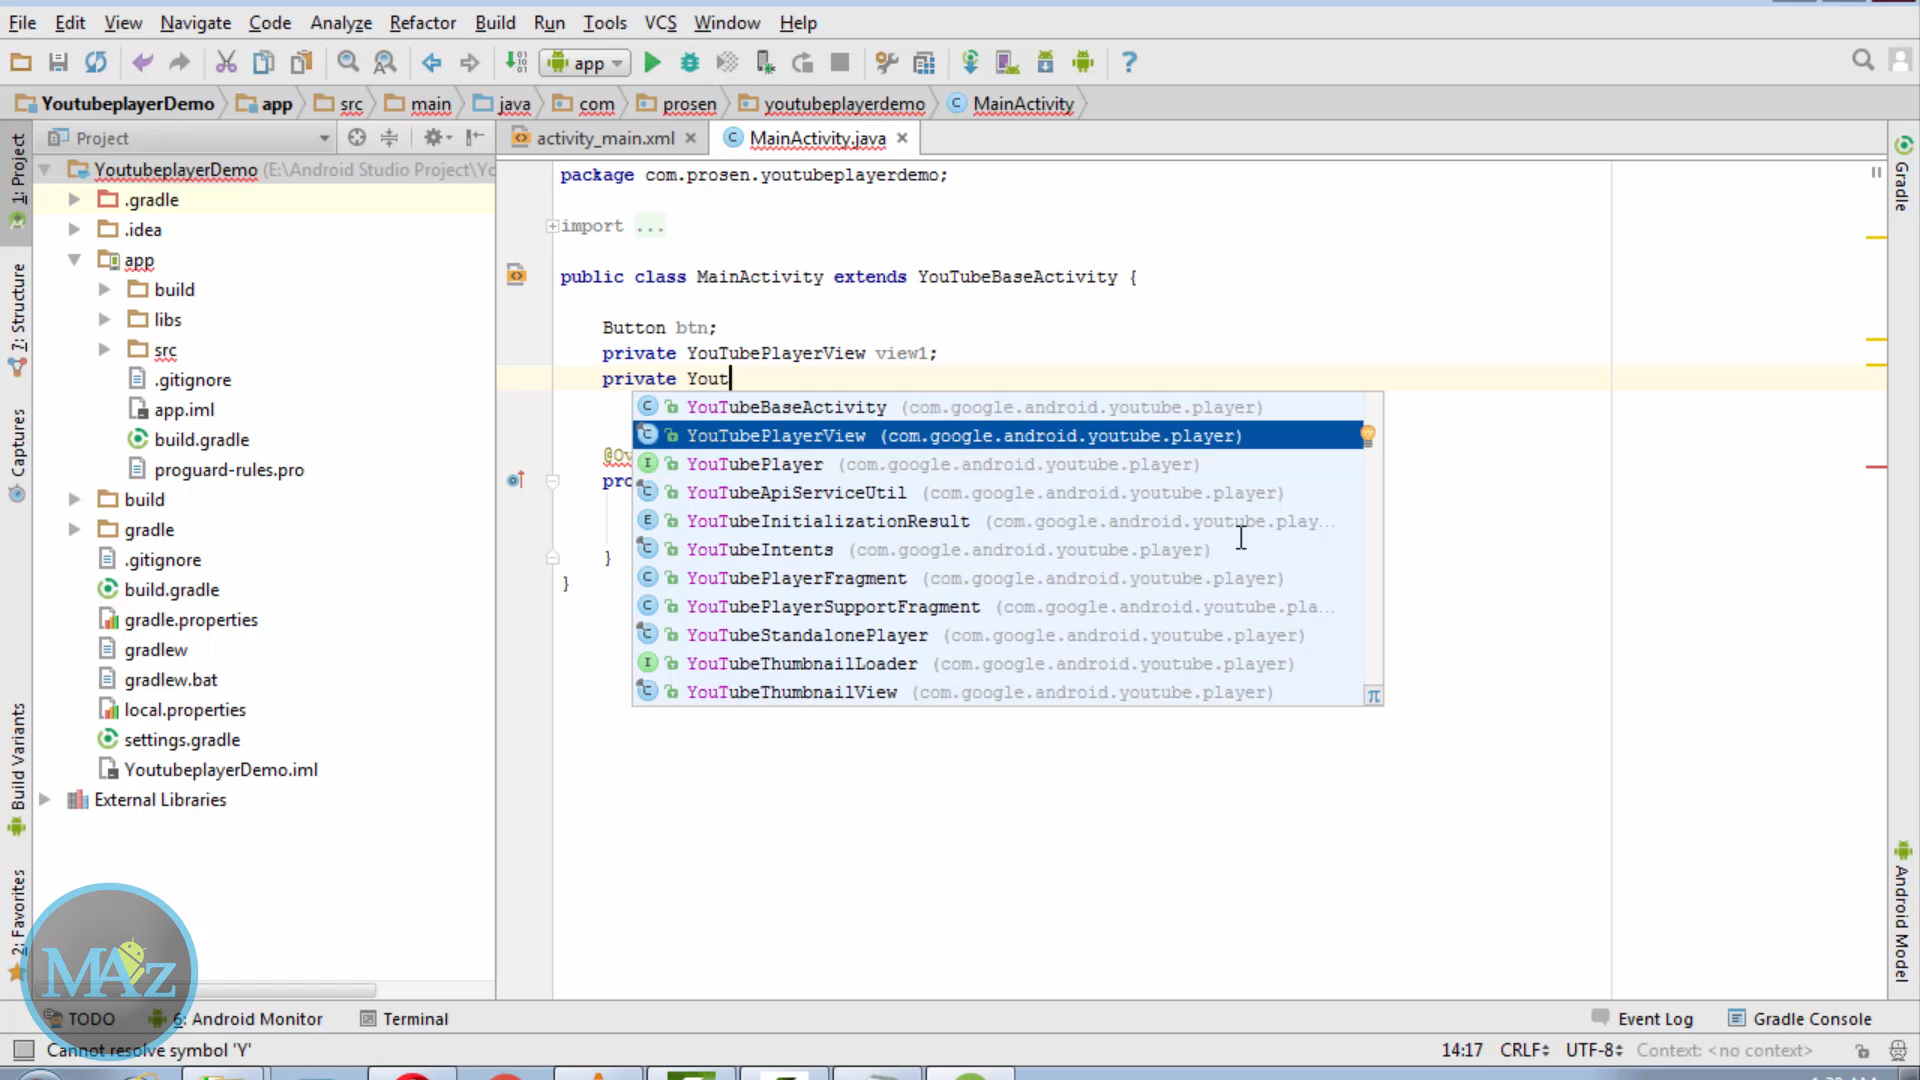 File Edit View Navigate Code Analyze Refactor Build Run Tools VCS Window Help
app
YoutubeplayerDemo app src main java com prosen youtubeplayerdemo MainActivity
Project
activity_main.xml
MainActivity.java
1: Project
7: Structure
Captures
Build Variants
2: Favorites
YoutubeplayerDemo (E:\Android Studio Project\Yo
.gradle
.idea
app
build
libs
src
.gitignore
app.iml
build.gradle
proguard-rules.pro
build
gradle
.gitignore
build.gradle
gradle.properties
gradlew
gradlew.bat
local.properties
settings.gradle
YoutubeplayerDemo.iml
External Libraries
package com.prosen.youtubeplayerdemo;
import ...
public class MainActivity extends YouTubeBaseActivity {
Button btn;
private YouTubePlayerView view1;
private Yout
@Ov
pro
}
}
YouTubeBaseActivity (com.google.android.youtube.player)
YouTubePlayerView (com.google.android.youtube.player)
YouTubePlayer (com.google.android.youtube.player)
YouTubeApiServiceUtil (com.google.android.youtube.player)
YouTubeInitializationResult (com.google.android.youtube.play...
YouTubeIntents (com.google.android.youtube.player)
YouTubePlayerFragment (com.google.android.youtube.player)
YouTubePlayerSupportFragment (com.google.android.youtube.pla...
YouTubeStandalonePlayer (com.google.android.youtube.player)
YouTubeThumbnailLoader (com.google.android.youtube.player)
YouTubeThumbnailView (com.google.android.youtube.player)
π
Gradle
Android Model
MAz
TODO 6: Android Monitor Terminal Event Log Gradle Console
Cannot resolve symbol 'Y' 14:17 CRLF UTF-8 Context: <no context>